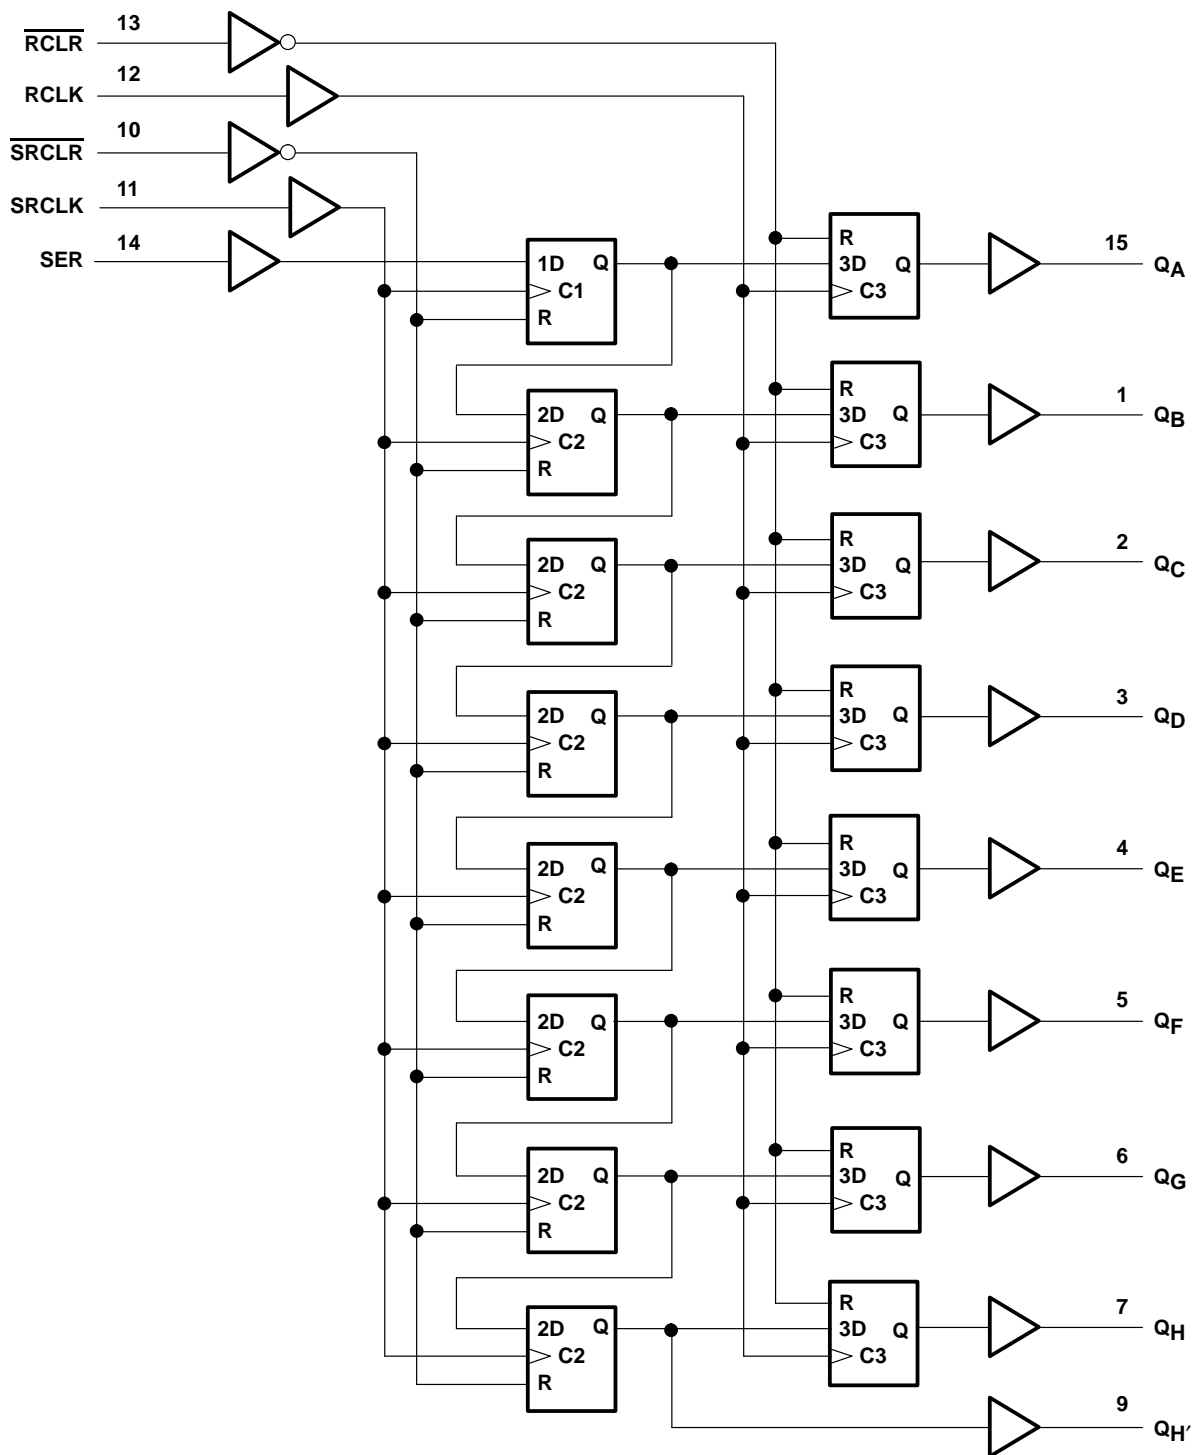 13
RCLR
12
RCLK
10
SRCLR
11
SRCLK
14
SER
1D Q
C1
R
R
3D Q
C3
15
QA
2D Q
C2
R
R
3D Q
C3
1
QB
2D Q
C2
R
R
3D Q
C3
2
QC
2D Q
C2
R
R
3D Q
C3
3
QD
2D Q
C2
R
R
3D Q
C3
4
QE
2D Q
C2
R
R
3D Q
C3
5
QF
2D Q
C2
R
R
3D Q
C3
6
QG
2D Q
C2
R
R
3D Q
C3
7
QH
9
QH′